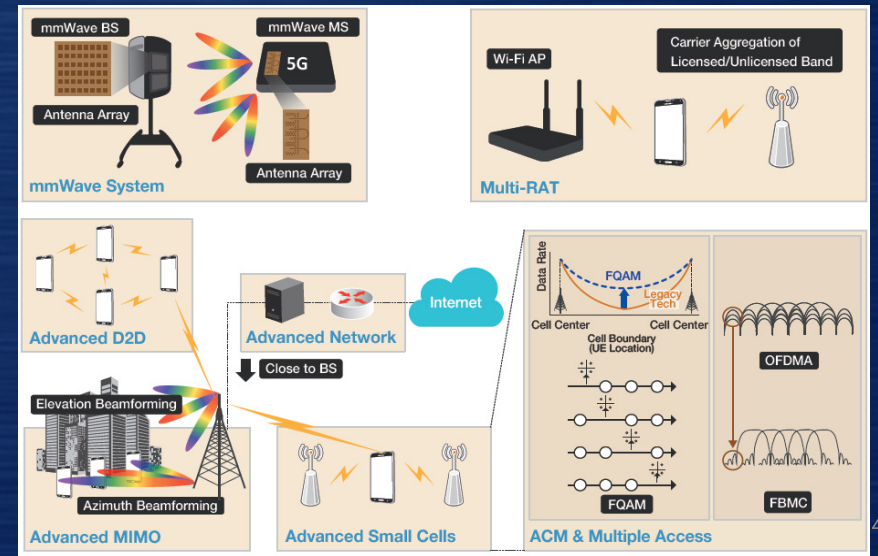 mmWave BS
mmWave MS
5G
Antenna Array
Antenna Array
mmWave System
Wi-Fi AP
Carrier Aggregation of
Licensed/Unlicensed Band
Multi-RAT
Advanced D2D
Advanced Network
Internet
Close to BS
Elevation Beamforming
Azimuth Beamforming
Advanced MIMO
Advanced Small Cells
Data Rate
FQAM
Legacy
Tech
Cell Center
Cell Center
Cell Boundary
(UE Location)
FQAM
OFDMA
FBMC
ACM & Multiple Access
4